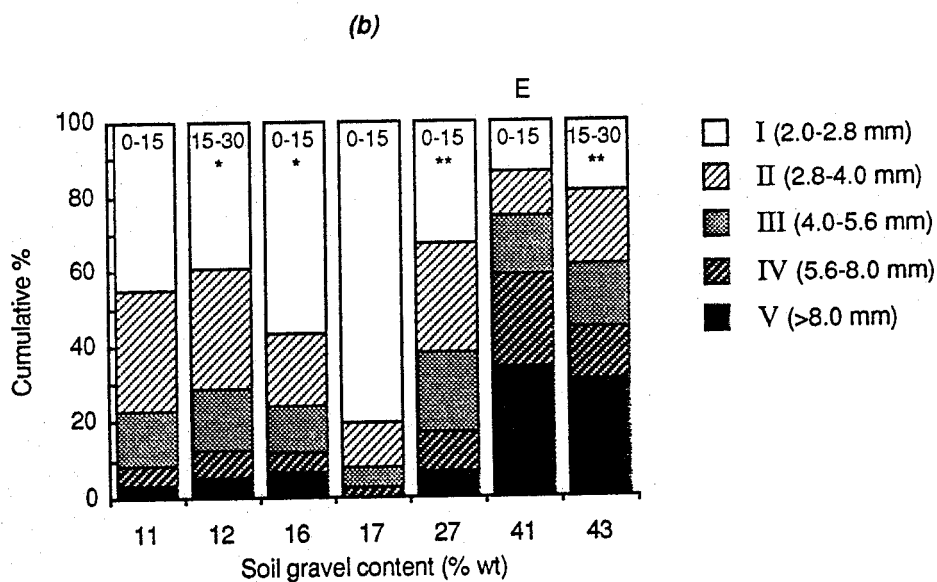 (b)
E
100
80
60
40
20
0
Cumulative %
0-15
15-30
*
0-15
*
0-15
0-15
**
0-15
15-30
**
11 12 16 17 27 41 43
Soil gravel content (% wt)
I (2.0-2.8 mm)
II (2.8-4.0 mm)
III (4.0-5.6 mm)
IV (5.6-8.0 mm)
V (>8.0 mm)